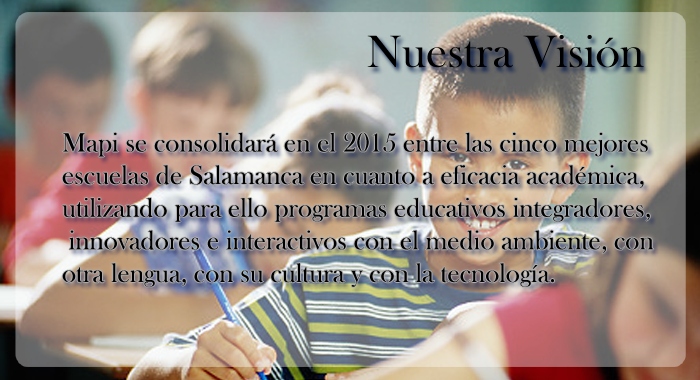 Nuestra Visión
Mapi se consolidará en el 2015 entre las cinco mejores
escuelas de Salamanca en cuanto a eficacia académica,
utilizando para ello programas educativos integradores,
innovadores e interactivos con el medio ambiente, con
otra lengua, con su cultura y con la tecnología.